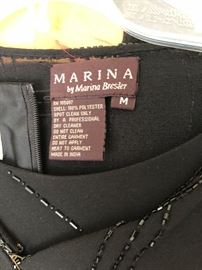 MARINA
by Marina Bresler
M
SHELL: 100% POLYESTER
SPOT CLEAN ONLY
BY A PROFESSIONAL
DRY CLEANER
DO NOT CLEAN
ENTIRE GARMENT
DO NOT APPLY
HEAT TO GARMENT
MADE IN INDIA